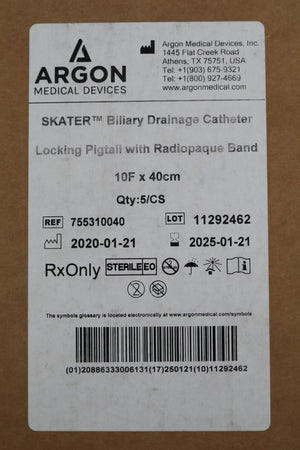 ARGON
MEDICAL DEVICES
Argon Medical Devices, Inc.
1445 Flat Creek Road
Athens, TX 75751, USA
Tel: +1(903) 675-9321
Tel: +1(800) 927-4669
www.argonmedical.com
SKATER™ Biliary Drainage Catheter
Locking Pigtail with Radiopaque Band
10F x 40cm
Qty:5/CS
REF 755310040
LOT 11292462
2020-01-21
2025-01-21
RxOnly STERILE EO
The symbols glossary is located electronically at www.argonmedical.com/symbols
(01)20886333006131(17)250121(10)11292462